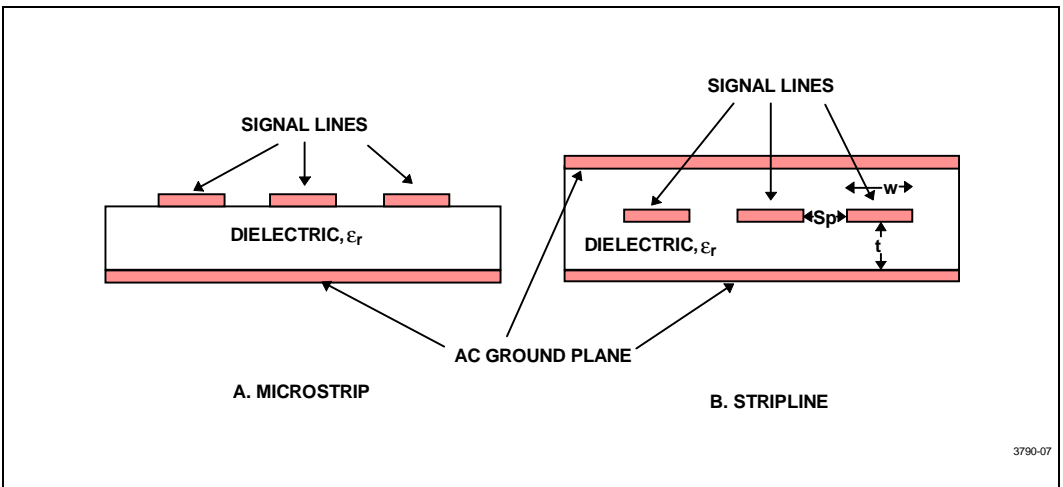 SIGNAL LINES
SIGNAL LINES
w
Sp
DIELECTRIC, εr
DIELECTRIC, εr
t
AC GROUND PLANE
A. MICROSTRIP
B. STRIPLINE
3790-07